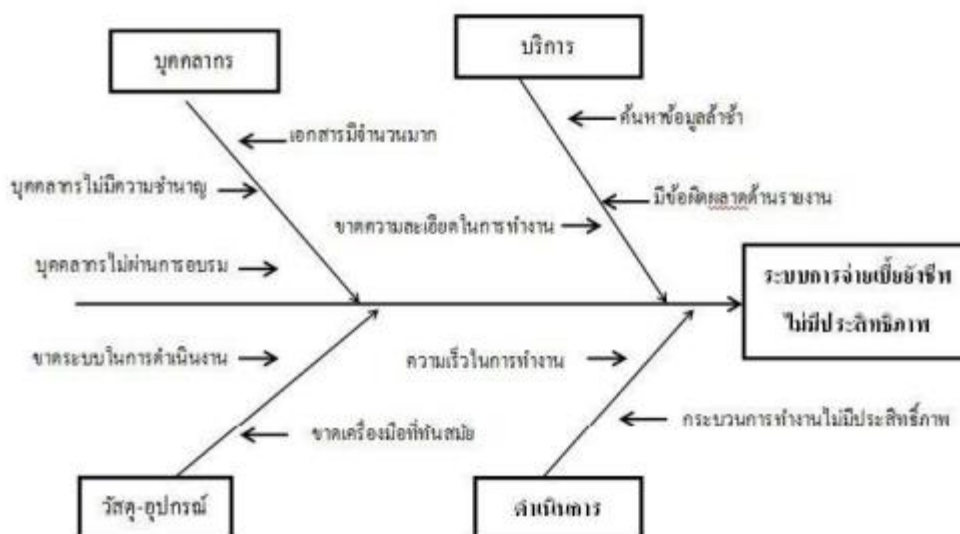 บุคคลากร
บริการ
เอกสารมีจำนวนมาก
ค้นหาข้อมูลล้าช้า
บุคคลากรไม่มีความชำนาญ
มีข้อผิดผลาดด้านรายงาน
ขาดความละเอียดในการทำงาน
บุคคลากรไม่ผ่านการอบรม
ระบบการจ่ายเบี้ยยังชีพ
ไม่มีประสิทธิภาพ
ขาดระบบในการดำเนินงาน
ความเร็วในการทำงาน
ขาดเครื่องมือที่ทันสมัย
กระบวนการทำงานไม่มีประสิทธิ์ภาพ
วัสดุ-อุปกรณ์
ดำเนินการ